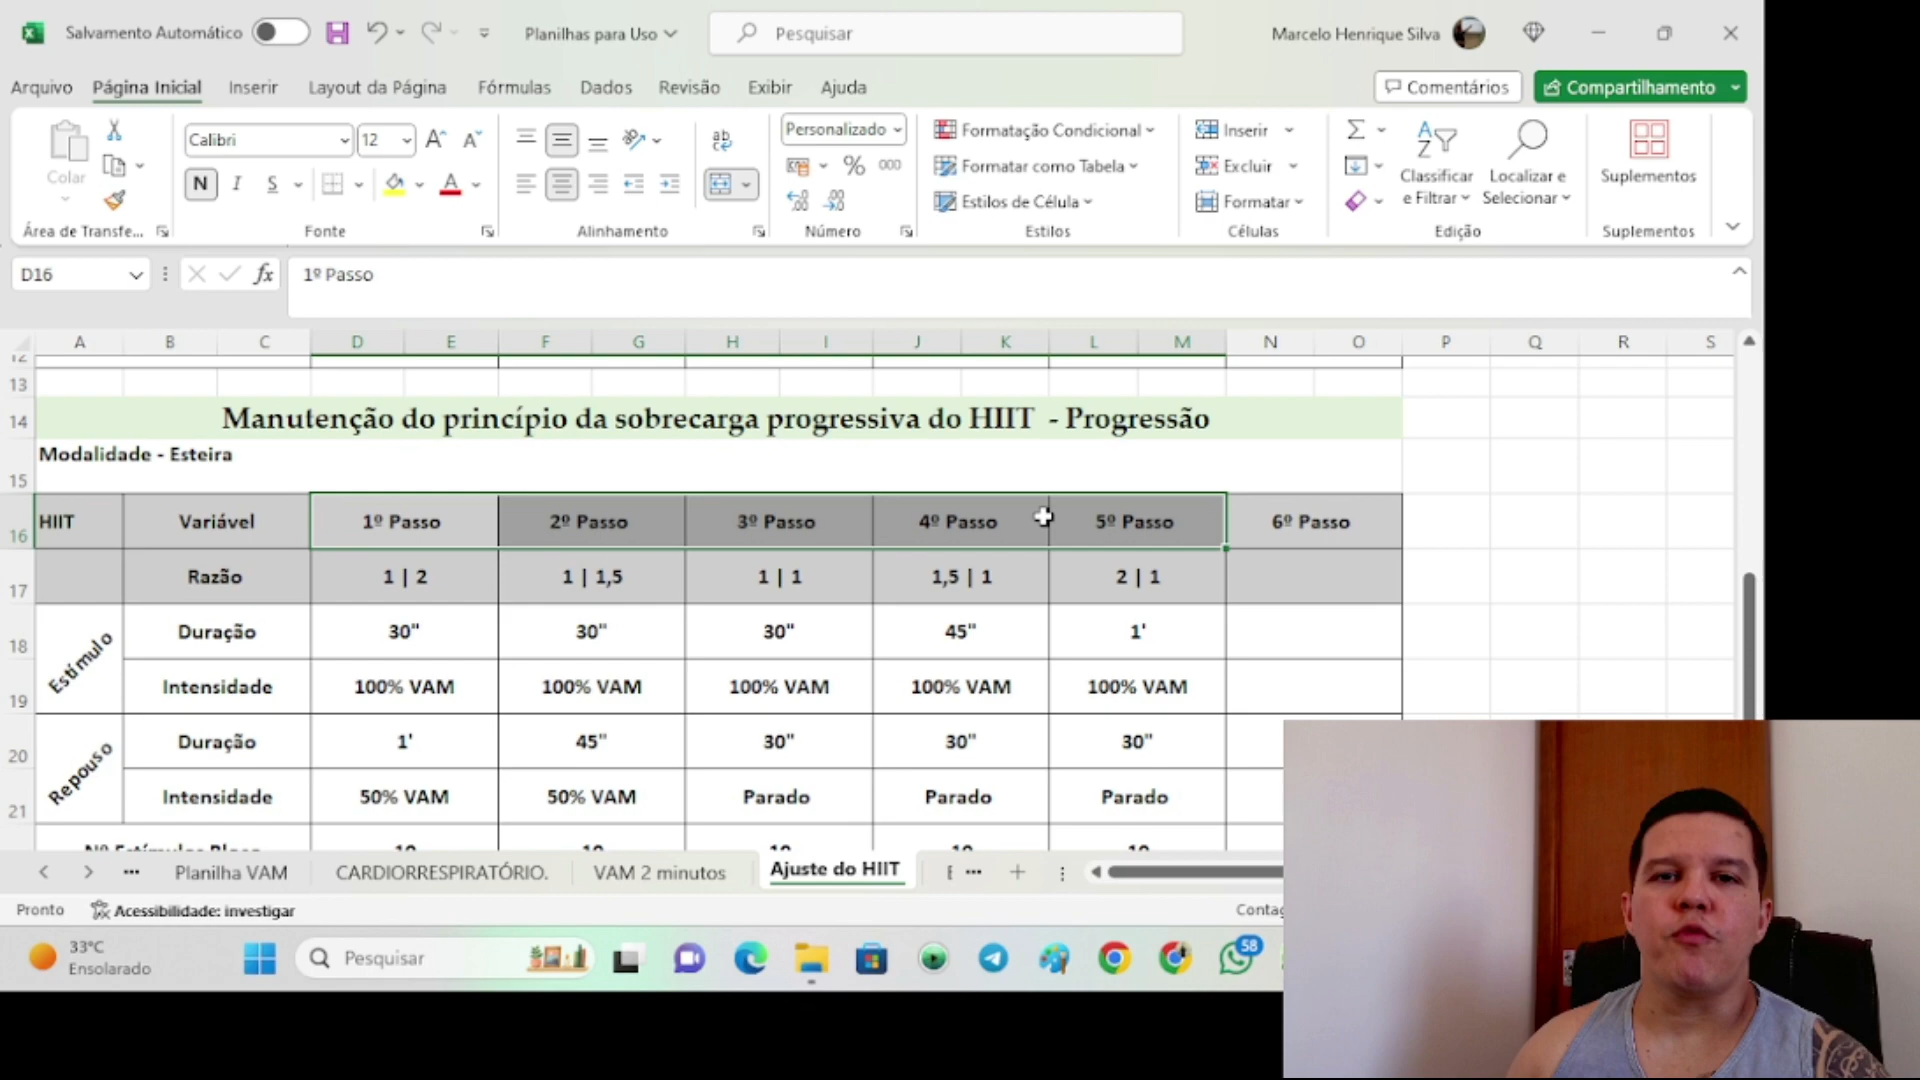 Salvamento Automático
Planilhas para Uso
Pesquisar
Marcelo Henrique Silva
Arquivo Página Inicial Inserir Layout da Página Fórmulas Dados Revisão Exibir Ajuda
Comentários
Compartilhamento
Colar
Área de Transfe...
Calibri 12
N I S
Fonte
Alinhamento
Personalizado
% 000
Número
Formatação Condicional
Formatar como Tabela
Estilos de Célula
Estilos
Inserir
Excluir
Formatar
Células
Classificar e Filtrar
Localizar e Selecionar
Edição
Suplementos
Suplementos
D16
fx 1º Passo
A B C D E F G H I J K L M N O P Q R S
12
13
14 Manutenção do princípio da sobrecarga progressiva do HIIT - Progressão
Modalidade - Esteira
15
16 HIIT Variável 1º Passo 2º Passo 3º Passo 4º Passo 5º Passo 6º Passo
17 Razão 1 | 2 1 | 1,5 1 | 1 1,5 | 1 2 | 1
Estímulo
18 Duração 30" 30" 30" 45" 1'
19 Intensidade 100% VAM 100% VAM 100% VAM 100% VAM 100% VAM
Repouso
20 Duração 1' 45" 30" 30" 30"
21 Intensidade 50% VAM 50% VAM Parado Parado Parado
Planilha VAM CARDIORRESPIRATÓRIO. VAM 2 minutos Ajuste do HIIT
Pronto Acessibilidade: investigar
33°C
Ensolarado
Pesquisar
58